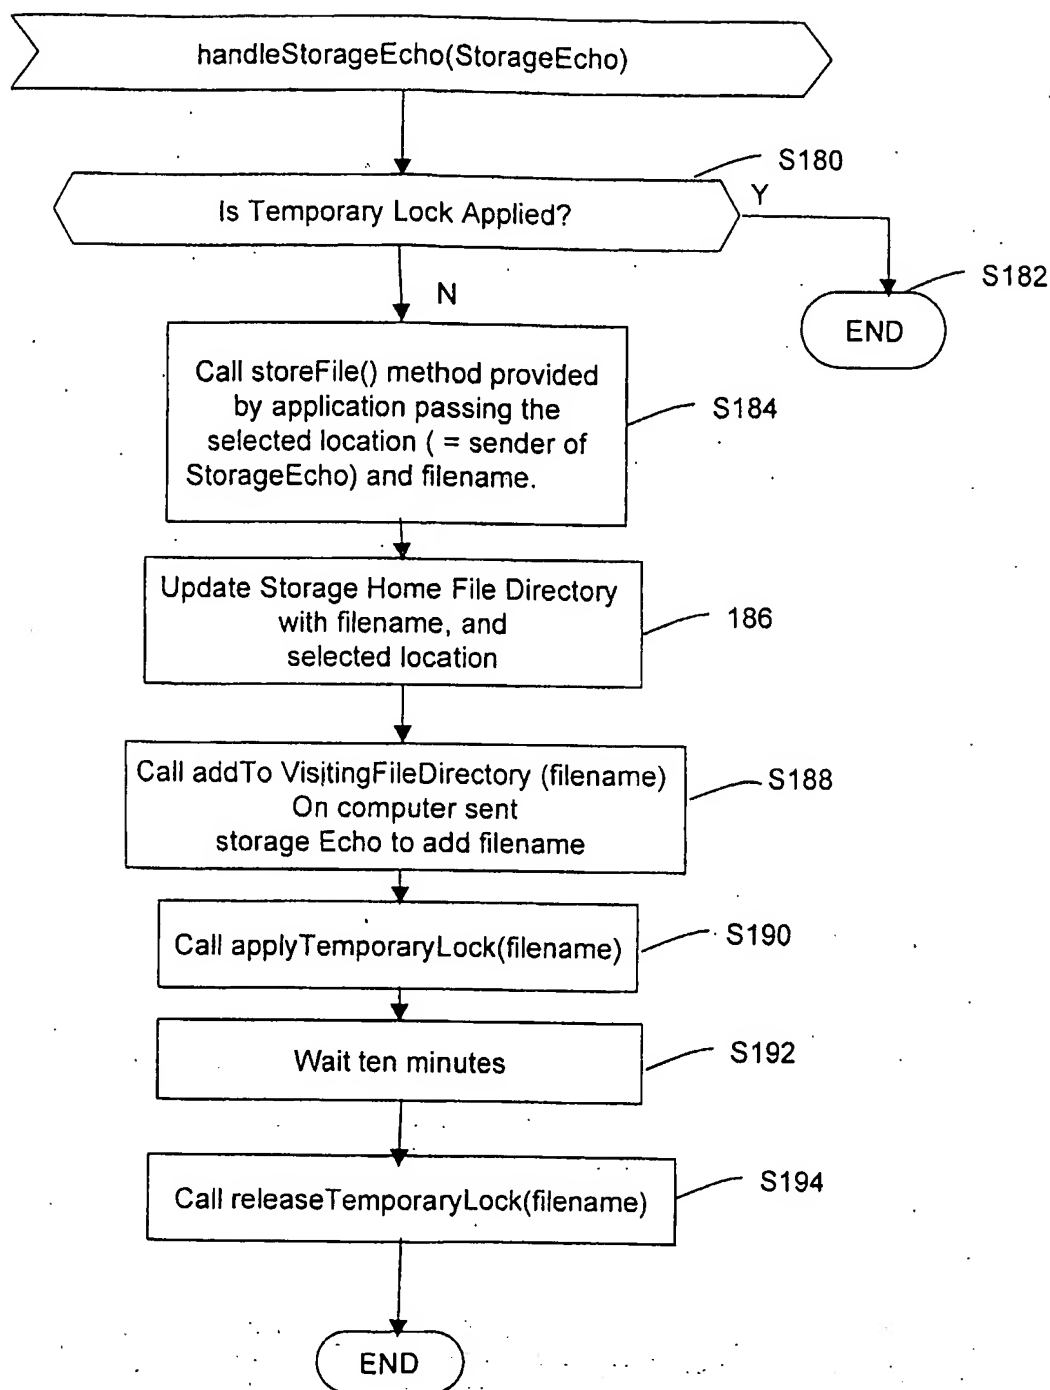 handleStorageEcho(StorageEcho)
S180
Is Temporary Lock Applied?
Y
S182
N
END
Call storeFile() method provided
by application passing the
selected location ( = sender of
StorageEcho) and filename.
S184
Update Storage Home File Directory
with filename, and
selected location
186
Call addTo VisitingFileDirectory (filename)
On computer sent
storage Echo to add filename
S188
Call applyTemporaryLock(filename)
S190
Wait ten minutes
S192
Call releaseTemporaryLock(filename)
S194
END